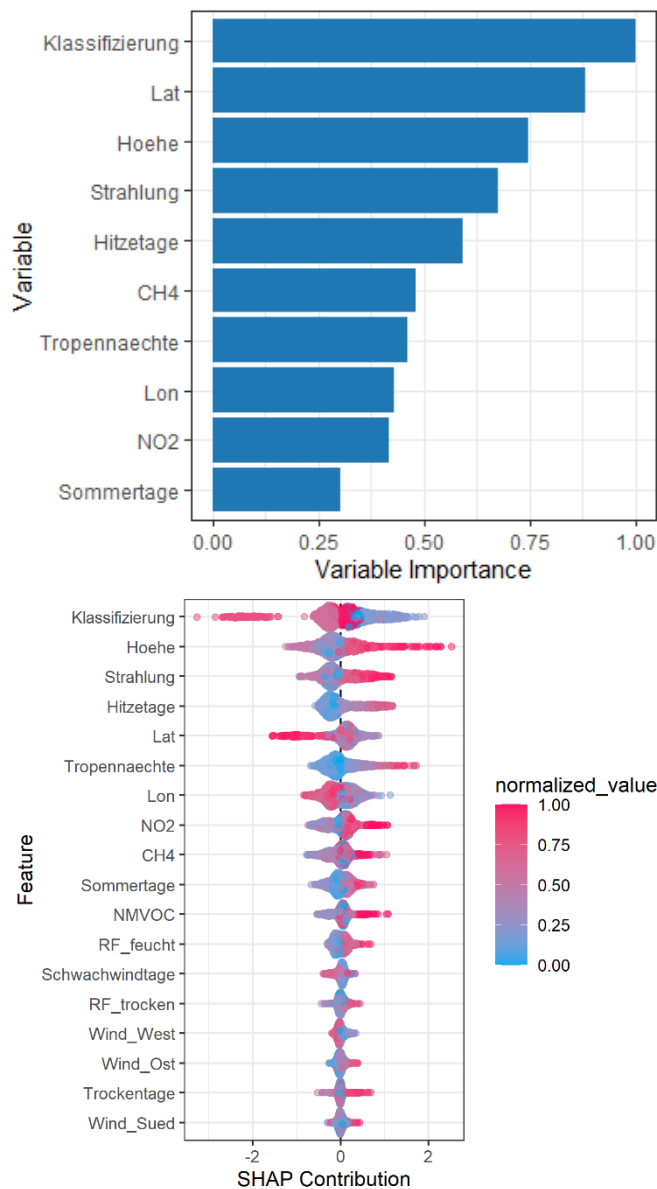 Klassifizierung
Lat
Hoehe
Strahlung
Hitzetage
CH4
Tropennaechte
Lon
NO2
Sommertage
Variable
0.00 0.25 0.50 0.75 1.00
Variable Importance
Klassifizierung
Hoehe
Strahlung
Hitzetage
Lat
Tropennaechte
Lon
NO2
CH4
Sommertage
NMVOC
RF_feucht
Schwachwindtage
RF_trocken
Wind_West
Wind_Ost
Trockentage
Wind_Sued
Feature
-2 0 2
SHAP Contribution
normalized_value
1.00
0.75
0.50
0.25
0.00